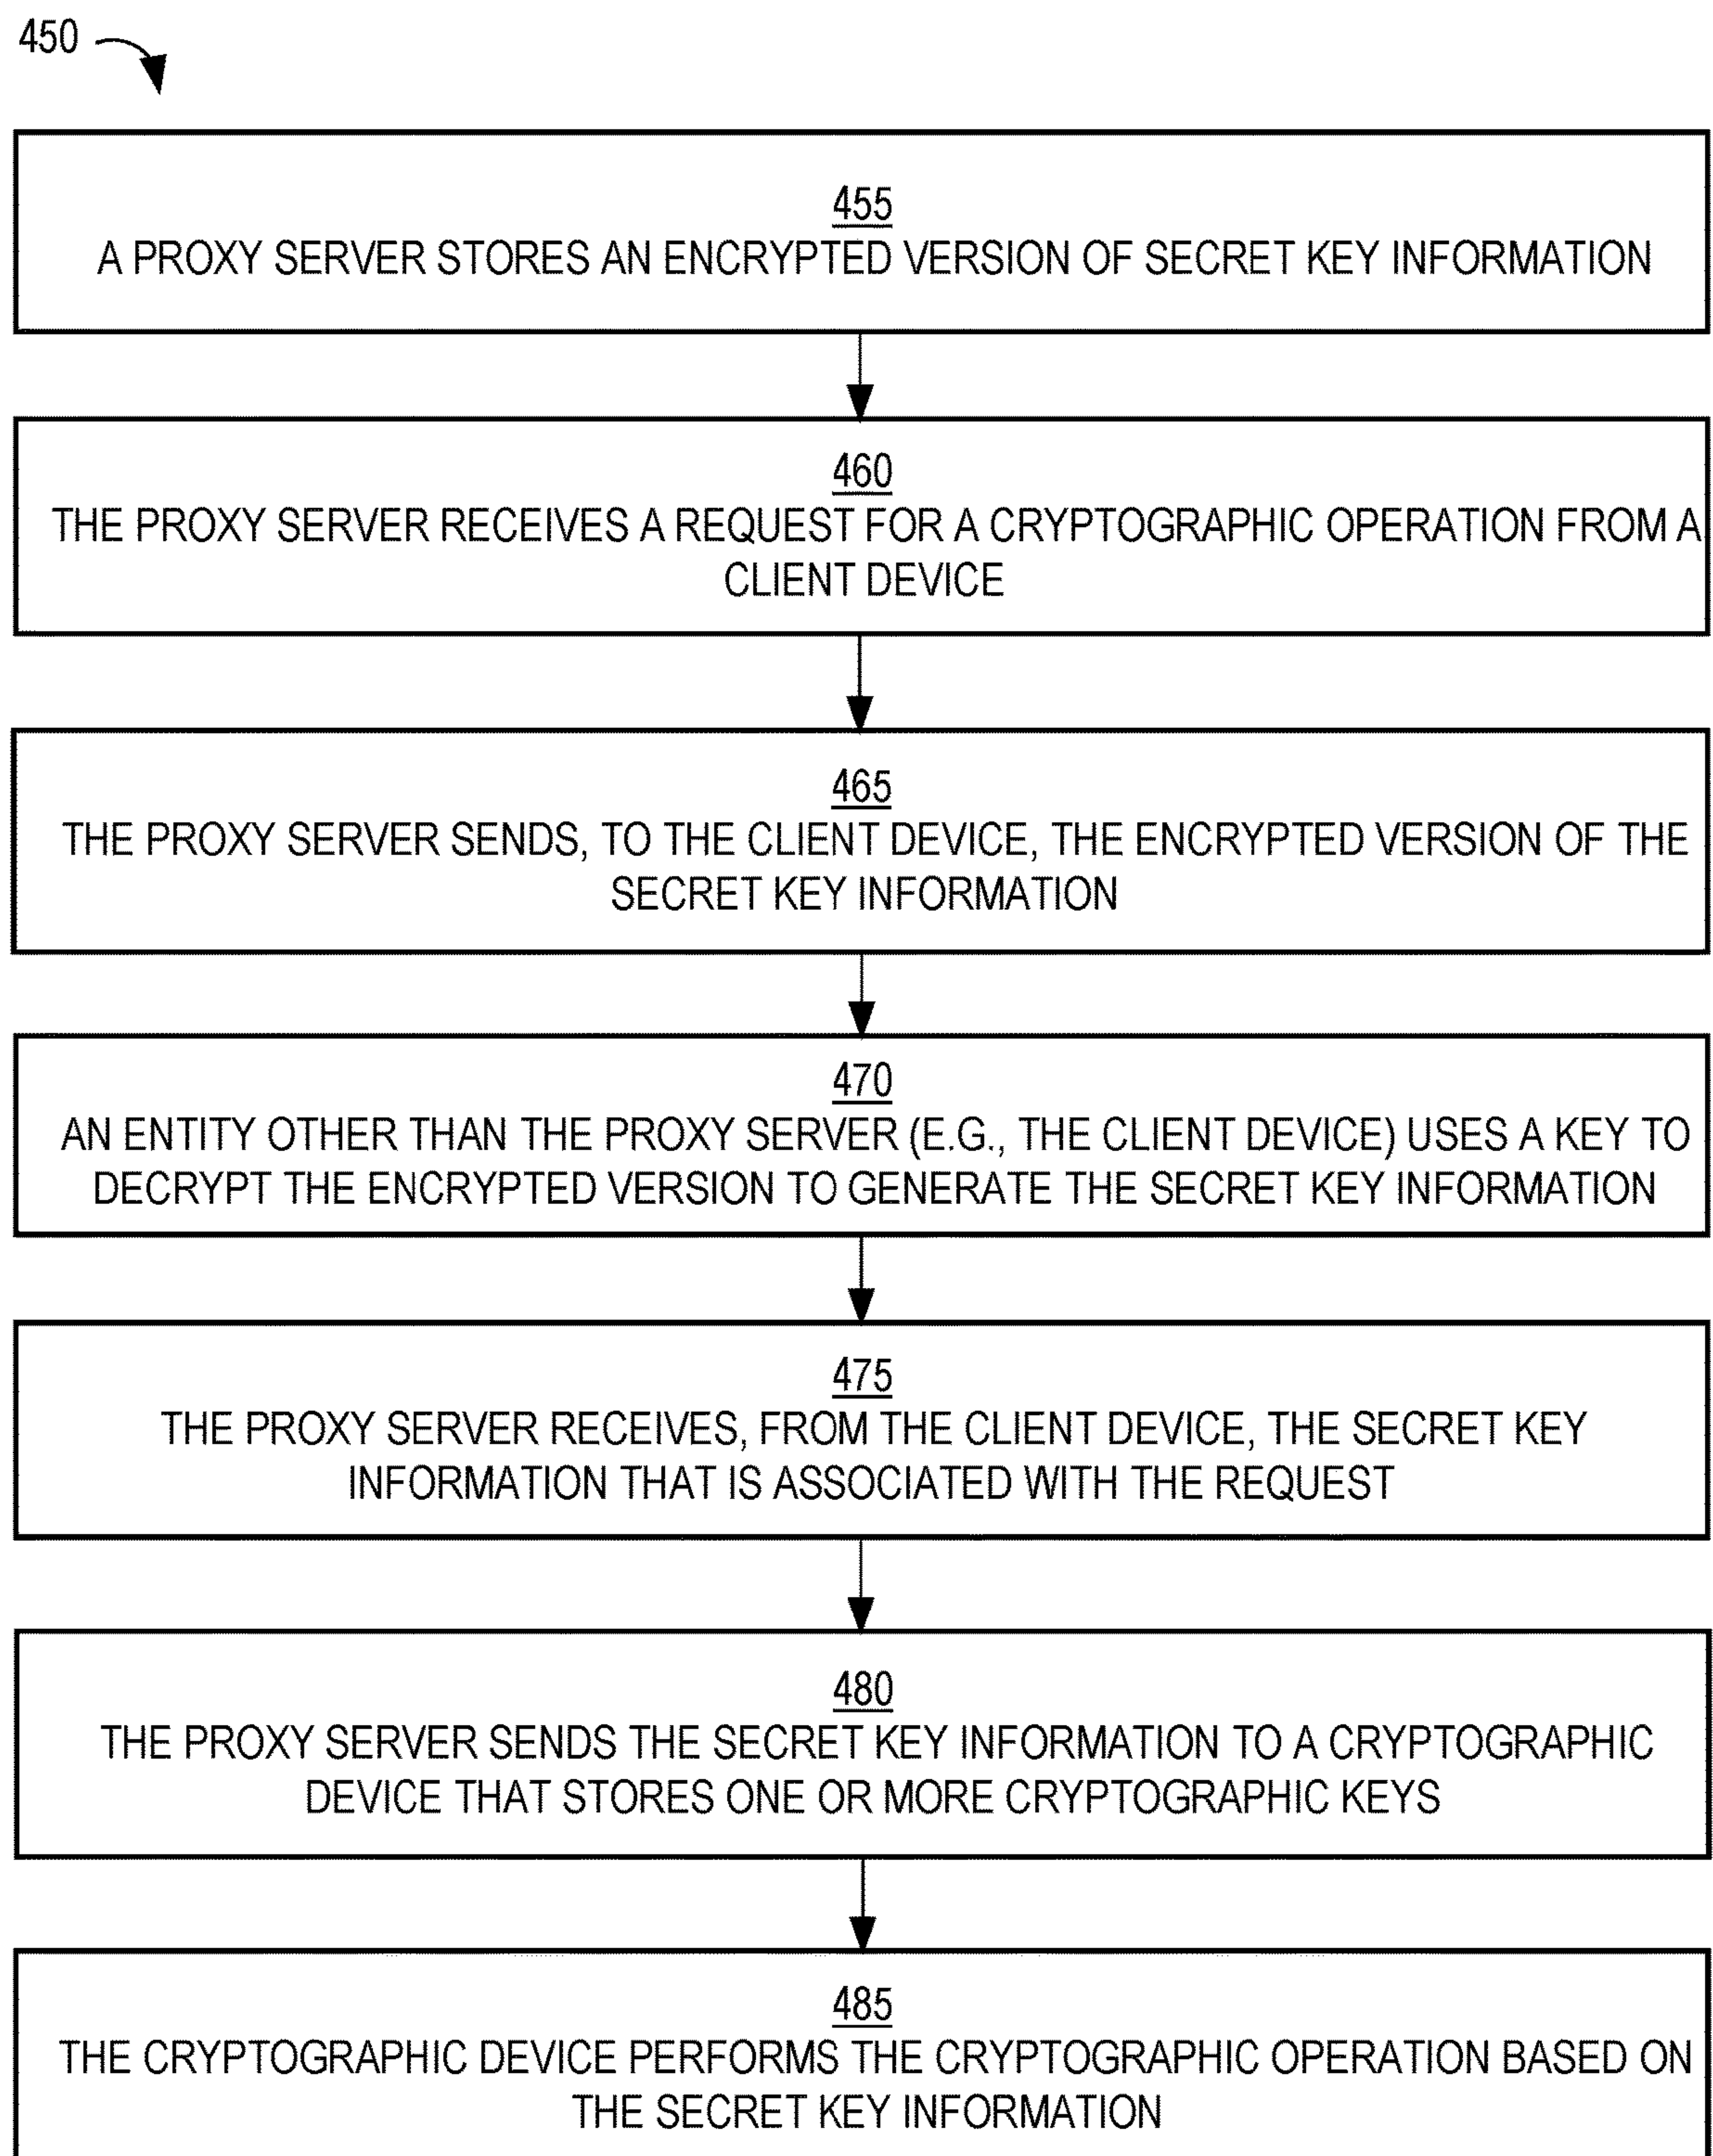 450
455
A PROXY SERVER STORES AN ENCRYPTED VERSION OF SECRET KEY INFORMATION
460
THE PROXY SERVER RECEIVES A REQUEST FOR A CRYPTOGRAPHIC OPERATION FROM A
CLIENT DEVICE
465
THE PROXY SERVER SENDS, TO THE CLIENT DEVICE, THE ENCRYPTED VERSION OF THE
SECRET KEY INFORMATION
470
AN ENTITY OTHER THAN THE PROXY SERVER (E.G., THE CLIENT DEVICE) USES A KEY TO
DECRYPT THE ENCRYPTED VERSION TO GENERATE THE SECRET KEY INFORMATION
475
THE PROXY SERVER RECEIVES, FROM THE CLIENT DEVICE, THE SECRET KEY
INFORMATION THAT IS ASSOCIATED WITH THE REQUEST
480
THE PROXY SERVER SENDS THE SECRET KEY INFORMATION TO A CRYPTOGRAPHIC
DEVICE THAT STORES ONE OR MORE CRYPTOGRAPHIC KEYS
485
THE CRYPTOGRAPHIC DEVICE PERFORMS THE CRYPTOGRAPHIC OPERATION BASED ON
THE SECRET KEY INFORMATION